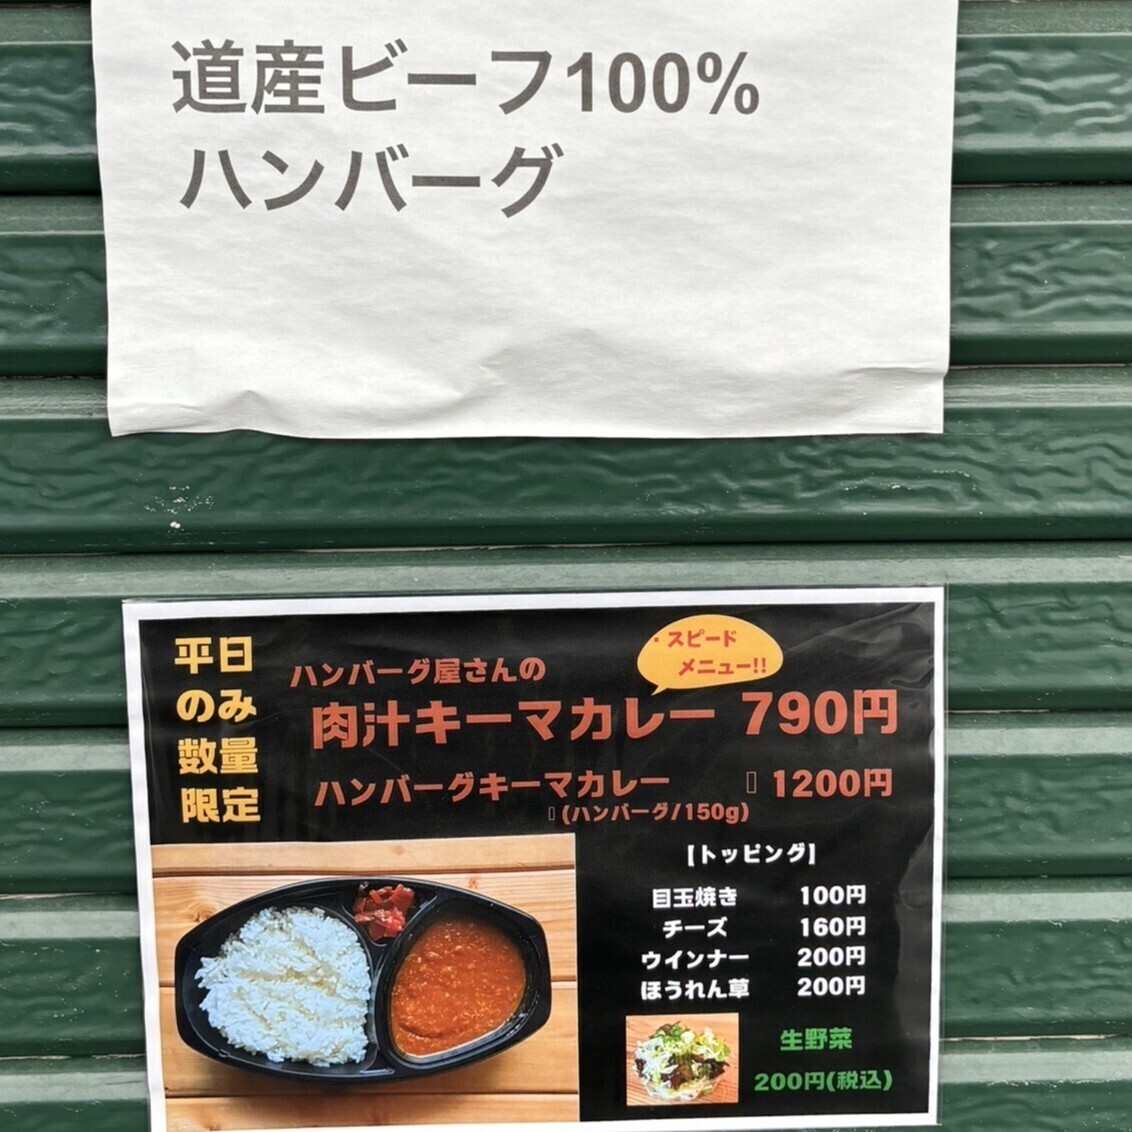 道産ビーフ100%
ハンバーグ
平日
のみ
数量
限定
スピード
メニュー!!
ハンバーグ屋さんの
肉汁キーマカレー 790円
ハンバーグキーマカレー 1200円
(ハンバーグ/150g)
【トッピング】
目玉焼き 100円
チーズ 160円
ウインナー 200円
ほうれん草 200円
生野菜
200円(税込)